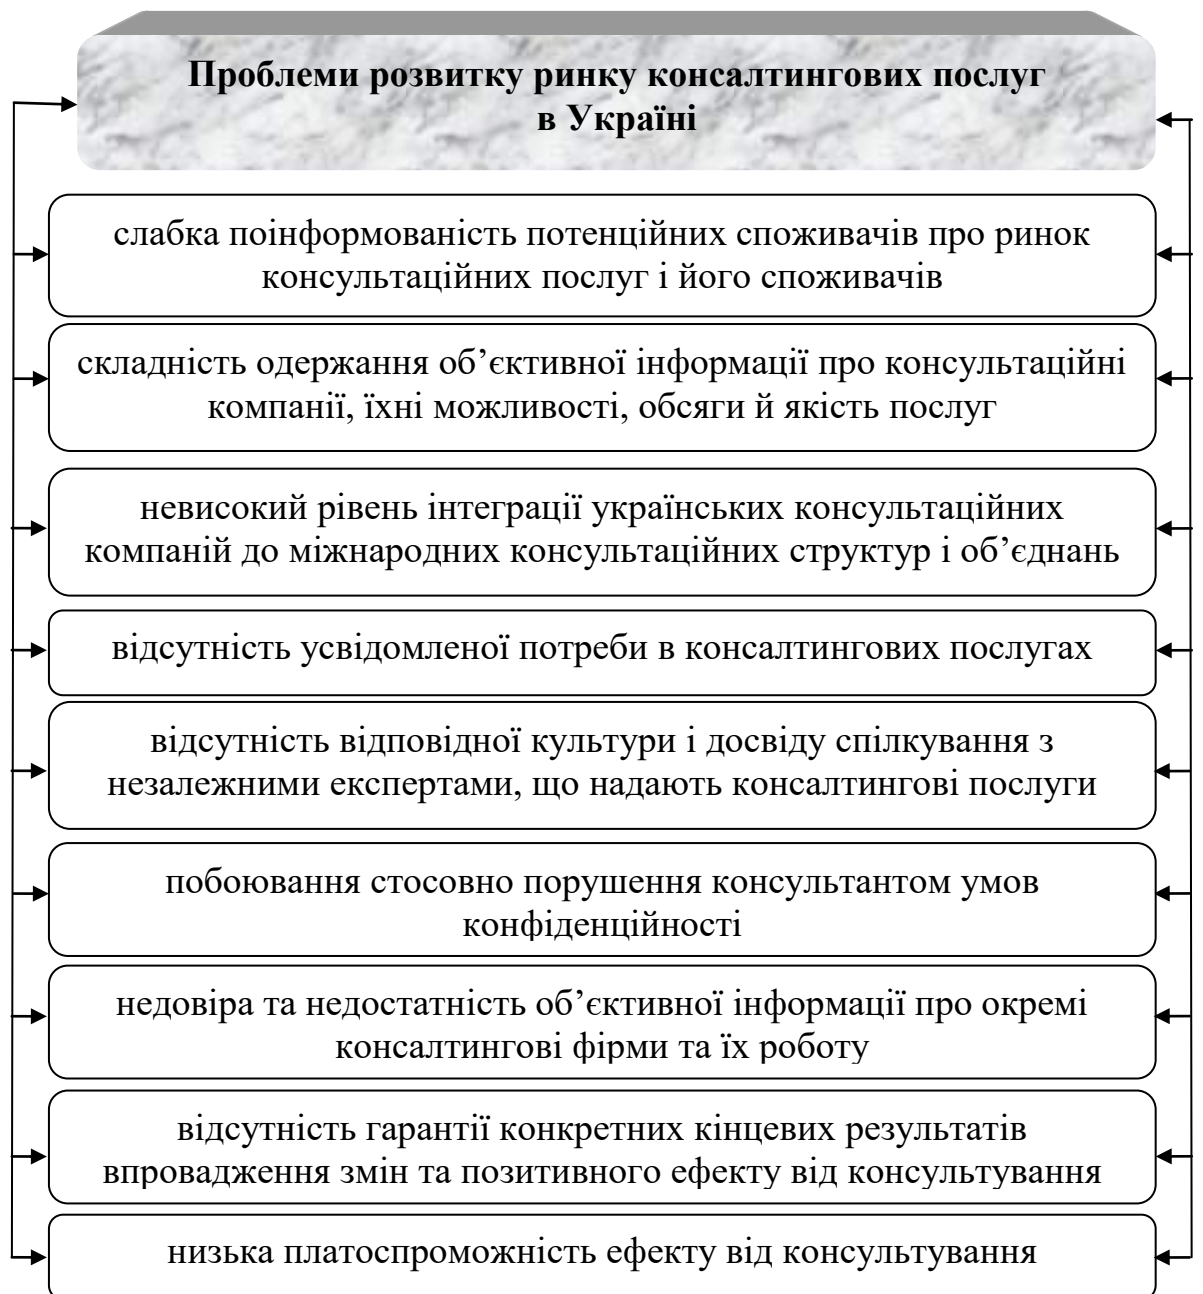 Проблеми розвитку ринку консалтингових послуг
в Україні
слабка поінформованість потенційних споживачів про ринок
консультаційних послуг і його споживачів
складність одержання об’єктивної інформації про консультаційні
компанії, їхні можливості, обсяги й якість послуг
невисокий рівень інтеграції українських консультаційних
компаній до міжнародних консультаційних структур і об’єднань
відсутність усвідомленої потреби в консалтингових послугах
відсутність відповідної культури і досвіду спілкування з
незалежними експертами, що надають консалтингові послуги
побоювання стосовно порушення консультантом умов
конфіденційності
недовіра та недостатність об’єктивної інформації про окремі
консалтингові фірми та їх роботу
відсутність гарантії конкретних кінцевих результатів
впровадження змін та позитивного ефекту від консультування
низька платоспроможність ефекту від консультування